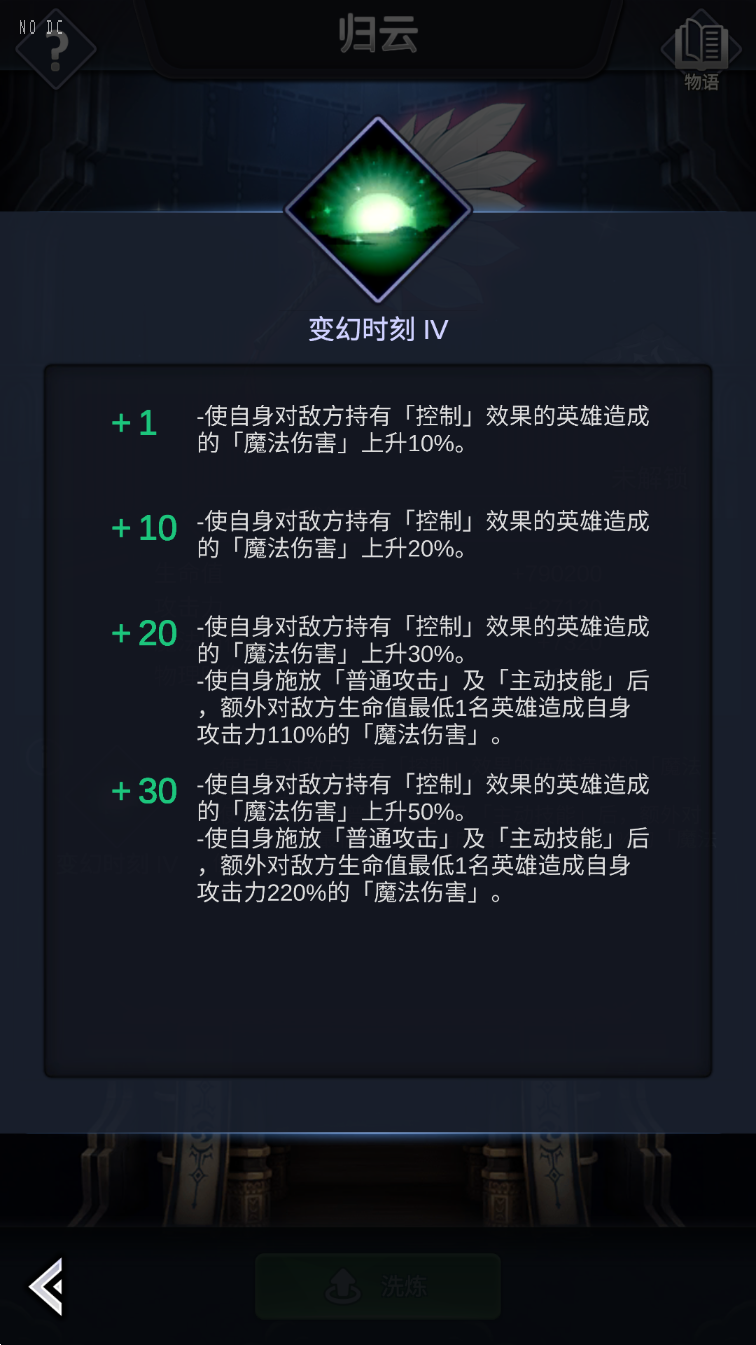 NO DC
?
归云
物语
变幻时刻 IV
+1
-使自身对敌方持有「控制」效果的英雄造成
的「魔法伤害」上升10%。
+10
-使自身对敌方持有「控制」效果的英雄造成
的「魔法伤害」上升20%。
+20
-使自身对敌方持有「控制」效果的英雄造成
的「魔法伤害」上升30%。
-使自身施放「普通攻击」及「主动技能」后
，额外对敌方生命值最低1名英雄造成自身
攻击力110%的「魔法伤害」。
+30
-使自身对敌方持有「控制」效果的英雄造成
的「魔法伤害」上升50%。
-使自身施放「普通攻击」及「主动技能」后
，额外对敌方生命值最低1名英雄造成自身
攻击力220%的「魔法伤害」。
洗炼